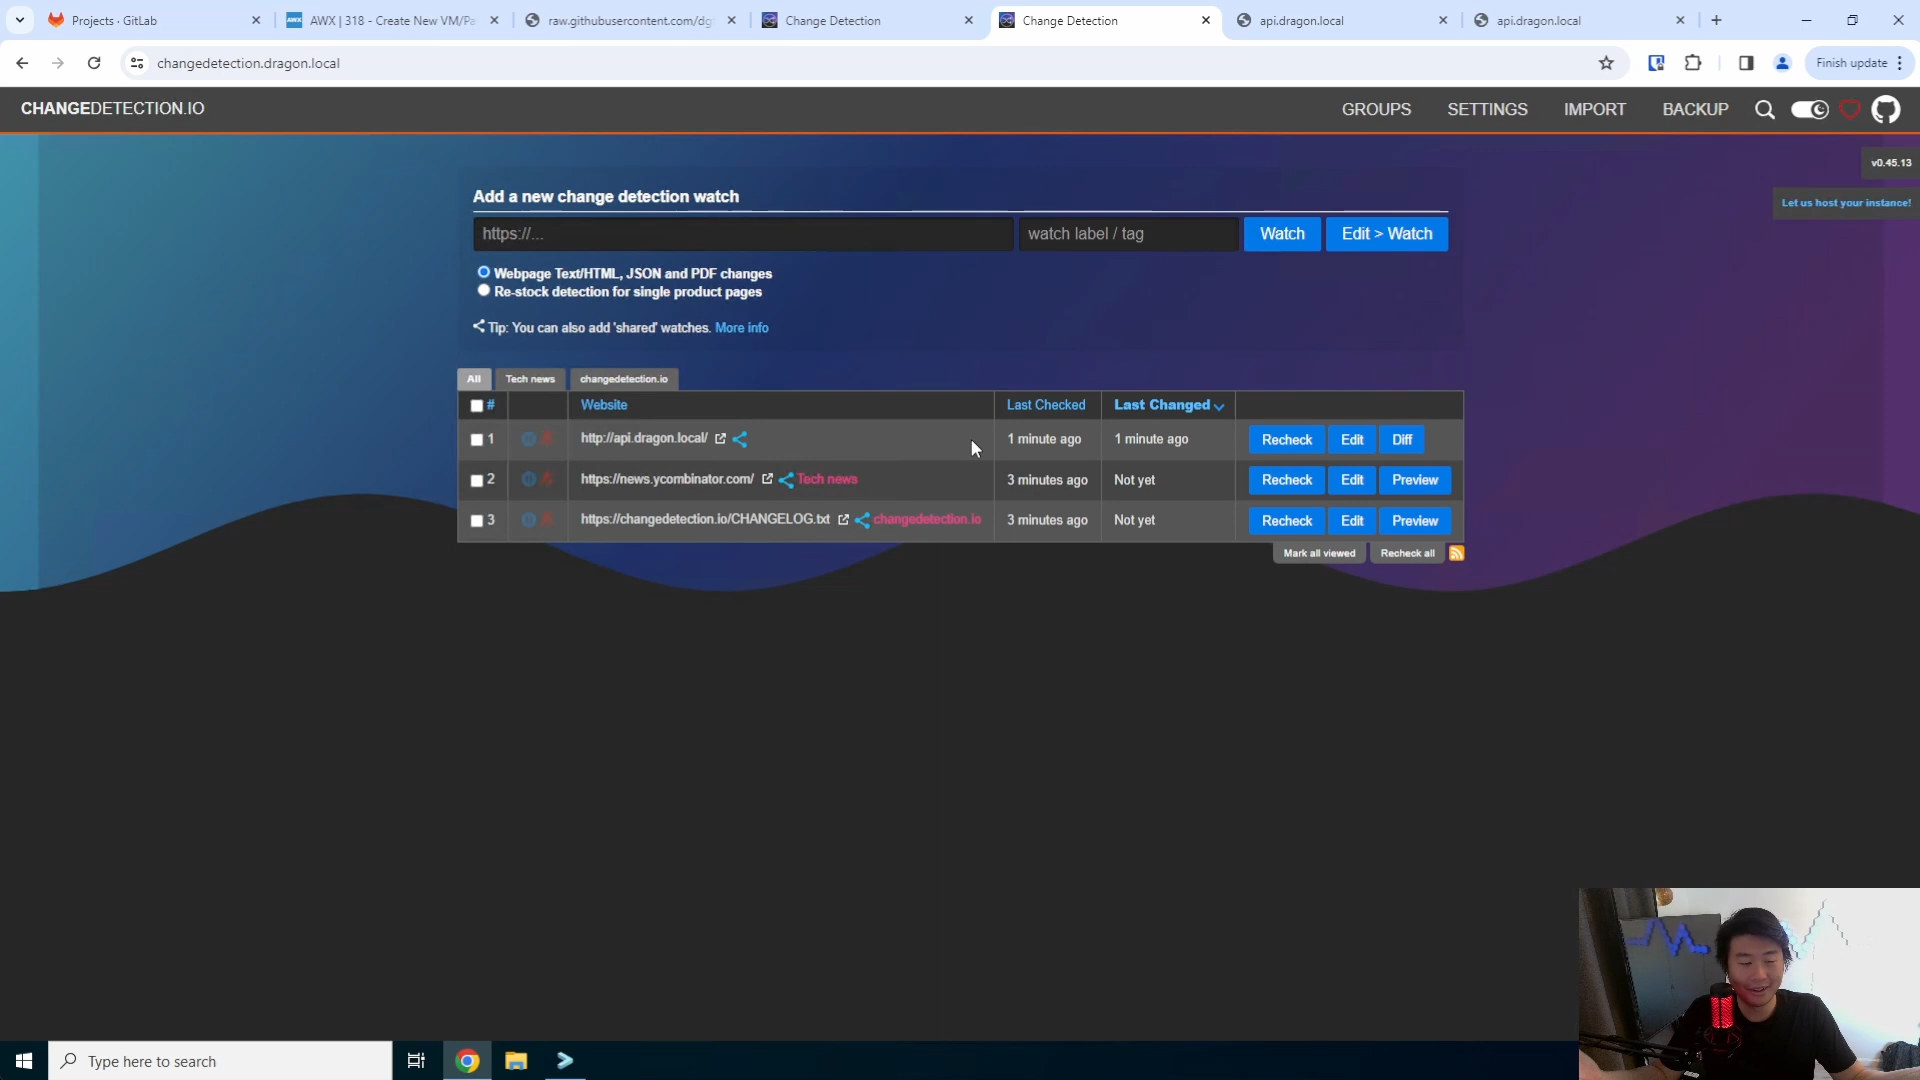 Projects · GitLab
AWX | 318 - Create New VM/Pa
raw.githubusercontent.com/dg
Change Detection
Change Detection
api.dragon.local
api.dragon.local
changedetection.dragon.local
Finish update
CHANGEDETECTION.IO
GROUPS
SETTINGS
IMPORT
BACKUP
v0.45.13
Let us host your instance!
Add a new change detection watch
https://...
watch label / tag
Watch
Edit > Watch
Webpage Text/HTML, JSON and PDF changes
Re-stock detection for single product pages
Tip: You can also add 'shared' watches. More info
All
Tech news
changedetection.io
# Website Last Checked Last Changed
1 http://api.dragon.local/ 1 minute ago 1 minute ago Recheck Edit Diff
2 https://news.ycombinator.com/ Tech news 3 minutes ago Not yet Recheck Edit Preview
3 https://changedetection.io/CHANGELOG.txt changedetection.io 3 minutes ago Not yet Recheck Edit Preview
Mark all viewed
Recheck all
Type here to search